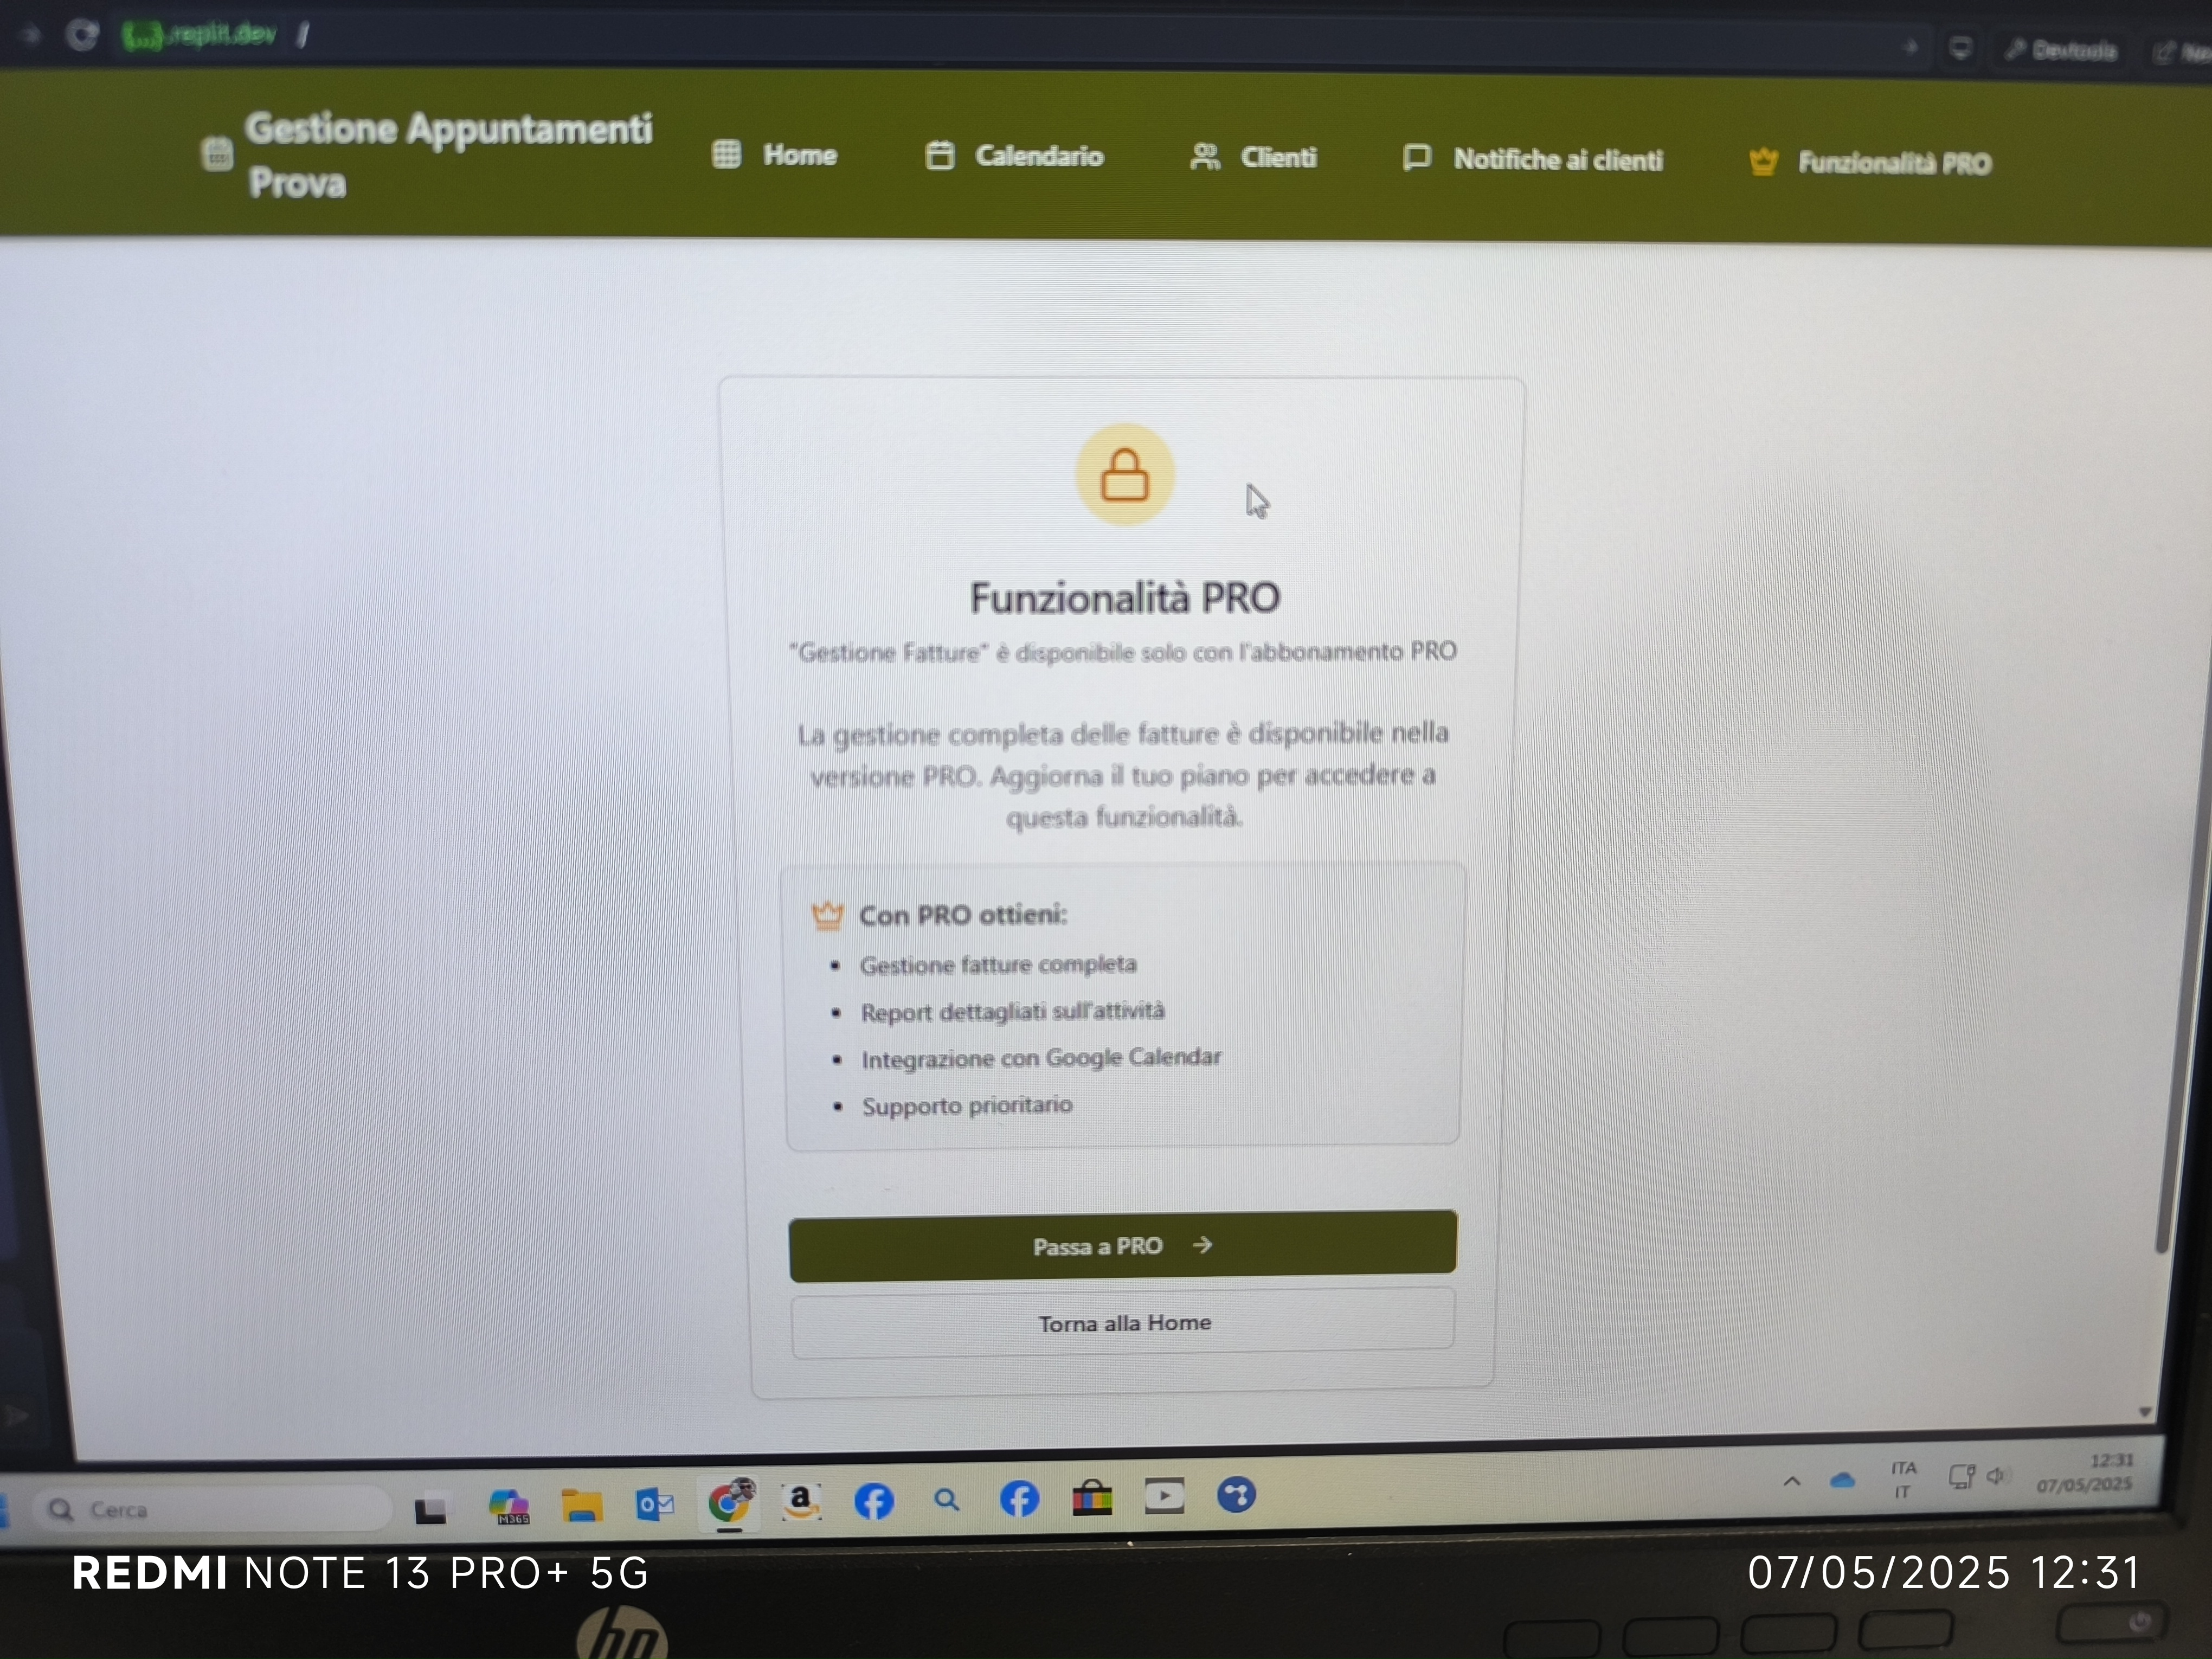 .replit.dev /
Devtools
Gestione Appuntamenti
Prova
Home
Calendario
Clienti
Notifiche ai clienti
Funzionalità PRO
Funzionalità PRO
"Gestione Fatture" è disponibile solo con l'abbonamento PRO
La gestione completa delle fatture è disponibile nella
versione PRO. Aggiorna il tuo piano per accedere a
questa funzionalità.
Con PRO ottieni:
• Gestione fatture completa
• Report dettagliati sull'attività
• Integrazione con Google Calendar
• Supporto prioritario
Passa a PRO →
Torna alla Home
Cerca
M365
ITA
IT
12:31
07/05/2025
REDMI NOTE 13 PRO+ 5G
07/05/2025 12:31
hp